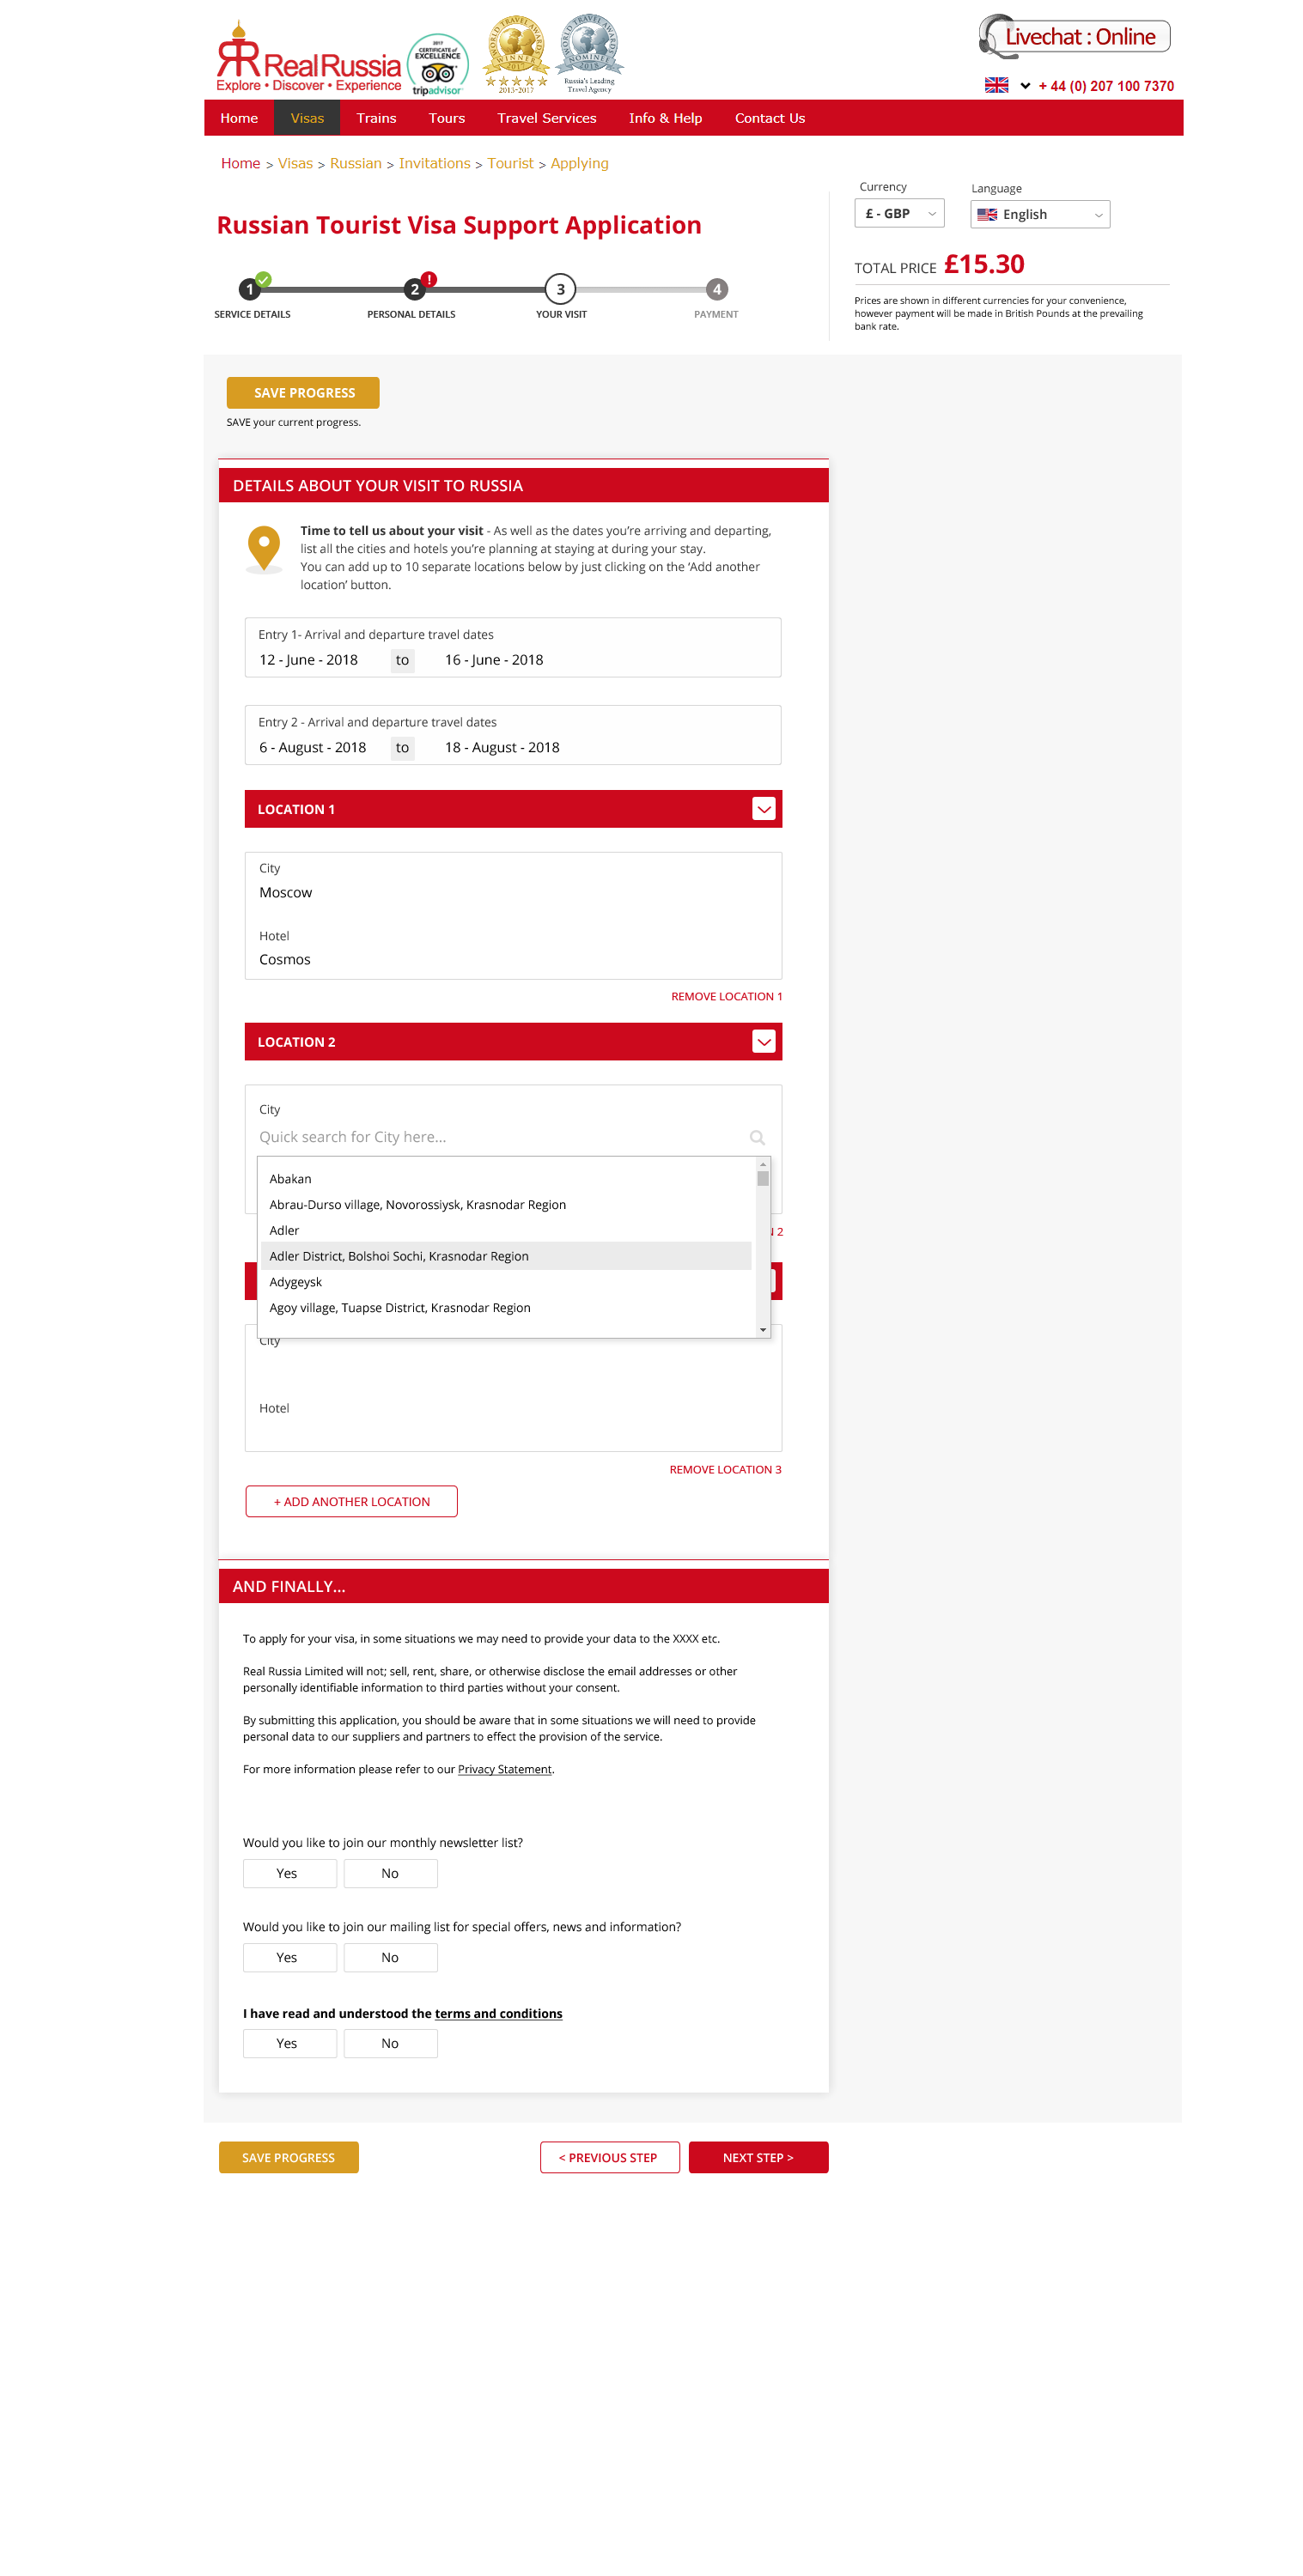 RealRussia
Explore • Discover • Experience
2017
CERTIFICATE of
EXCELLENCE
tripadvisor
WORLD TRAVEL AWARDS
WINNER
2013-2017
WORLD TRAVEL AWARDS
NOMINEE
2017
Russia's Leading
Travel Agency
Livechat : Online
+ 44 (0) 207 100 7370
Home Visas Trains Tours Travel Services Info & Help Contact Us
Home > Visas > Russian > Invitations > Tourist > Applying
Currency
£ - GBP
Language
English
Russian Tourist Visa Support Application
TOTAL PRICE £15.30
Prices are shown in different currencies for your convenience,
however payment will be made in British Pounds at the prevailing
bank rate.
1 2 ! 3 4
SERVICE DETAILS PERSONAL DETAILS YOUR VISIT PAYMENT
SAVE PROGRESS
SAVE your current progress.
DETAILS ABOUT YOUR VISIT TO RUSSIA
Time to tell us about your visit - As well as the dates you're arriving and departing,
list all the cities and hotels you're planning at staying at during your stay.
You can add up to 10 separate locations below by just clicking on the 'Add another
location' button.
Entry 1- Arrival and departure travel dates
12 - June - 2018 to 16 - June - 2018
Entry 2 - Arrival and departure travel dates
6 - August - 2018 to 18 - August - 2018
LOCATION 1
City
Moscow
Hotel
Cosmos
REMOVE LOCATION 1
LOCATION 2
City
Quick search for City here...
Abakan
Abrau-Durso village, Novorossiysk, Krasnodar Region
Adler
N 2
Adler District, Bolshoi Sochi, Krasnodar Region
Adygeysk
Agoy village, Tuapse District, Krasnodar Region
City
Hotel
REMOVE LOCATION 3
+ ADD ANOTHER LOCATION
AND FINALLY...
To apply for your visa, in some situations we may need to provide your data to the XXXX etc.
Real Russia Limited will not; sell, rent, share, or otherwise disclose the email addresses or other
personally identifiable information to third parties without your consent.
By submitting this application, you should be aware that in some situations we will need to provide
personal data to our suppliers and partners to effect the provision of the service.
For more information please refer to our Privacy Statement.
Would you like to join our monthly newsletter list?
Yes No
Would you like to join our mailing list for special offers, news and information?
Yes No
I have read and understood the terms and conditions
Yes No
SAVE PROGRESS < PREVIOUS STEP NEXT STEP >